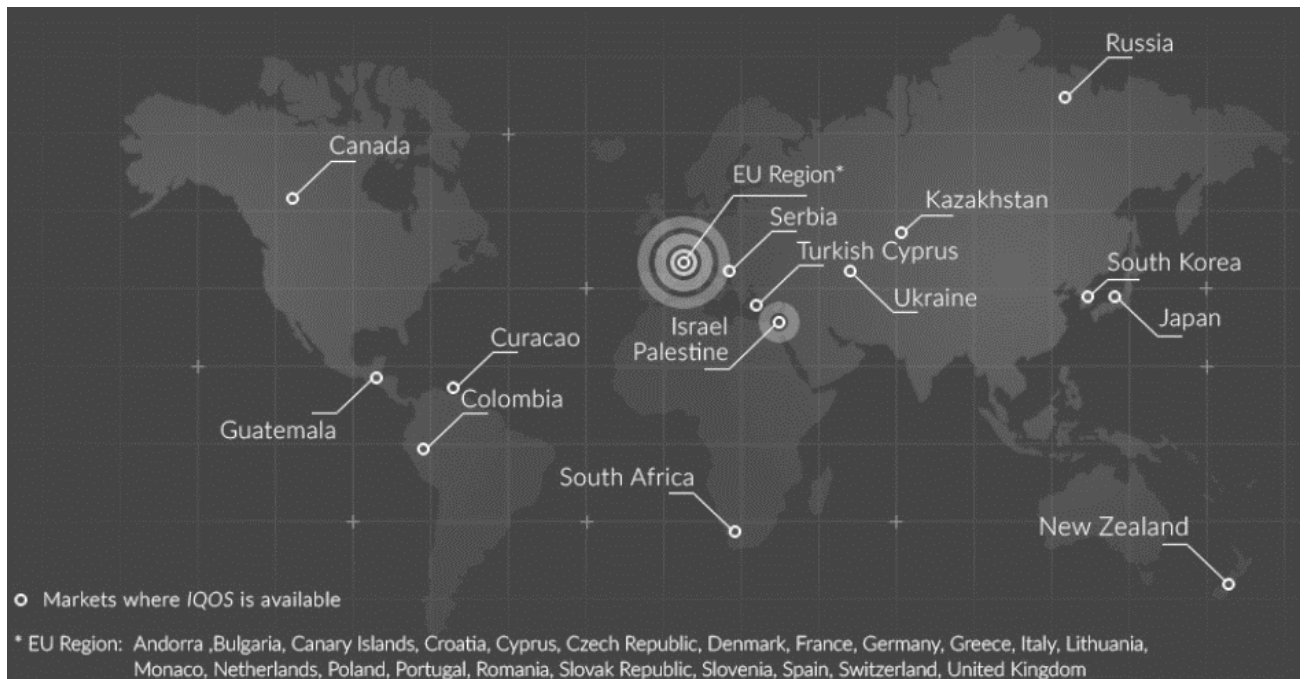 Russia
Canada
EU Region*
Kazakhstan
Serbia
Turkish Cyprus
South Korea
Ukraine
Japan
Israel
Palestine
Curacao
Colombia
Guatemala
South Africa
New Zealand
Markets where IQOS is available
* EU Region: Andorra ,Bulgaria, Canary Islands, Croatia, Cyprus, Czech Republic, Denmark, France, Germany, Greece, Italy, Lithuania,
Monaco, Netherlands, Poland, Portugal, Romania, Slovak Republic, Slovenia, Spain, Switzerland, United Kingdom